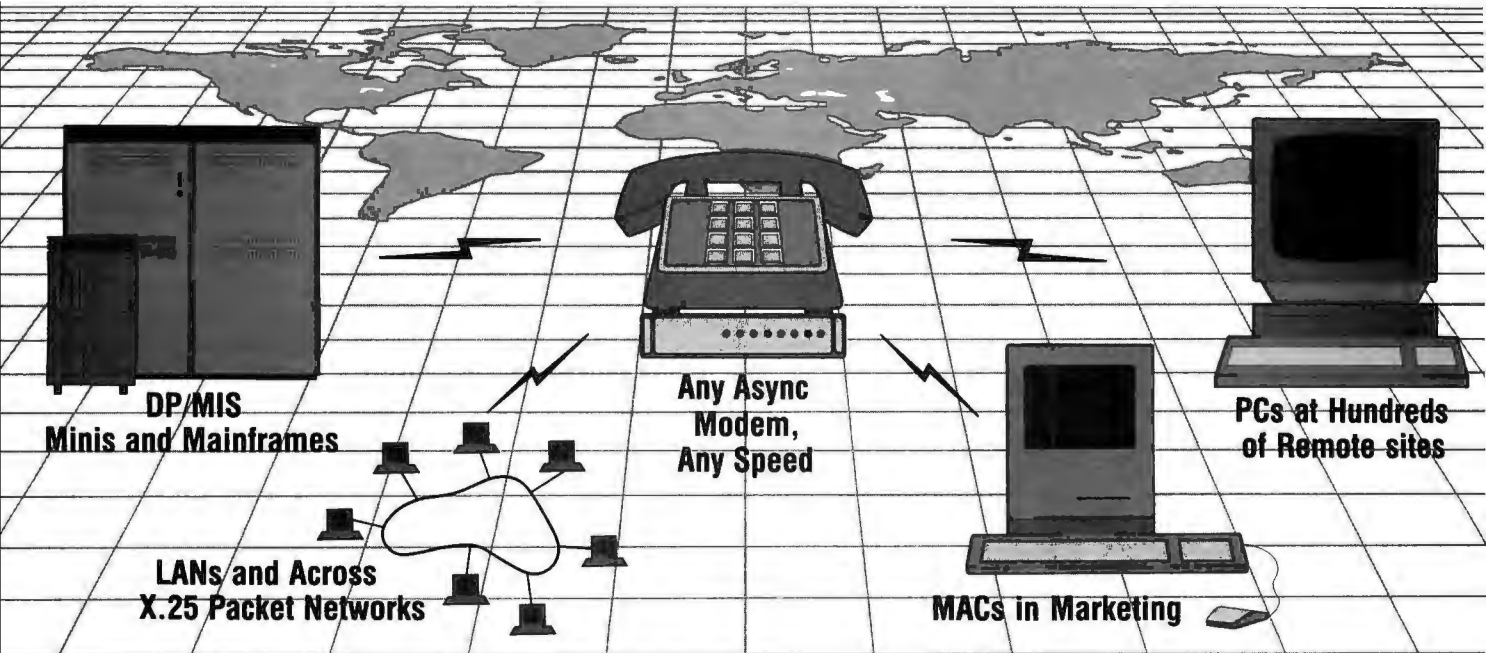 DP/MIS
Minis and Mainframes
Any Async
Modem,
Any Speed
PCs at Hundreds
of Remote sites
LANs and Across
X.25 Packet Networks
MACs in Marketing